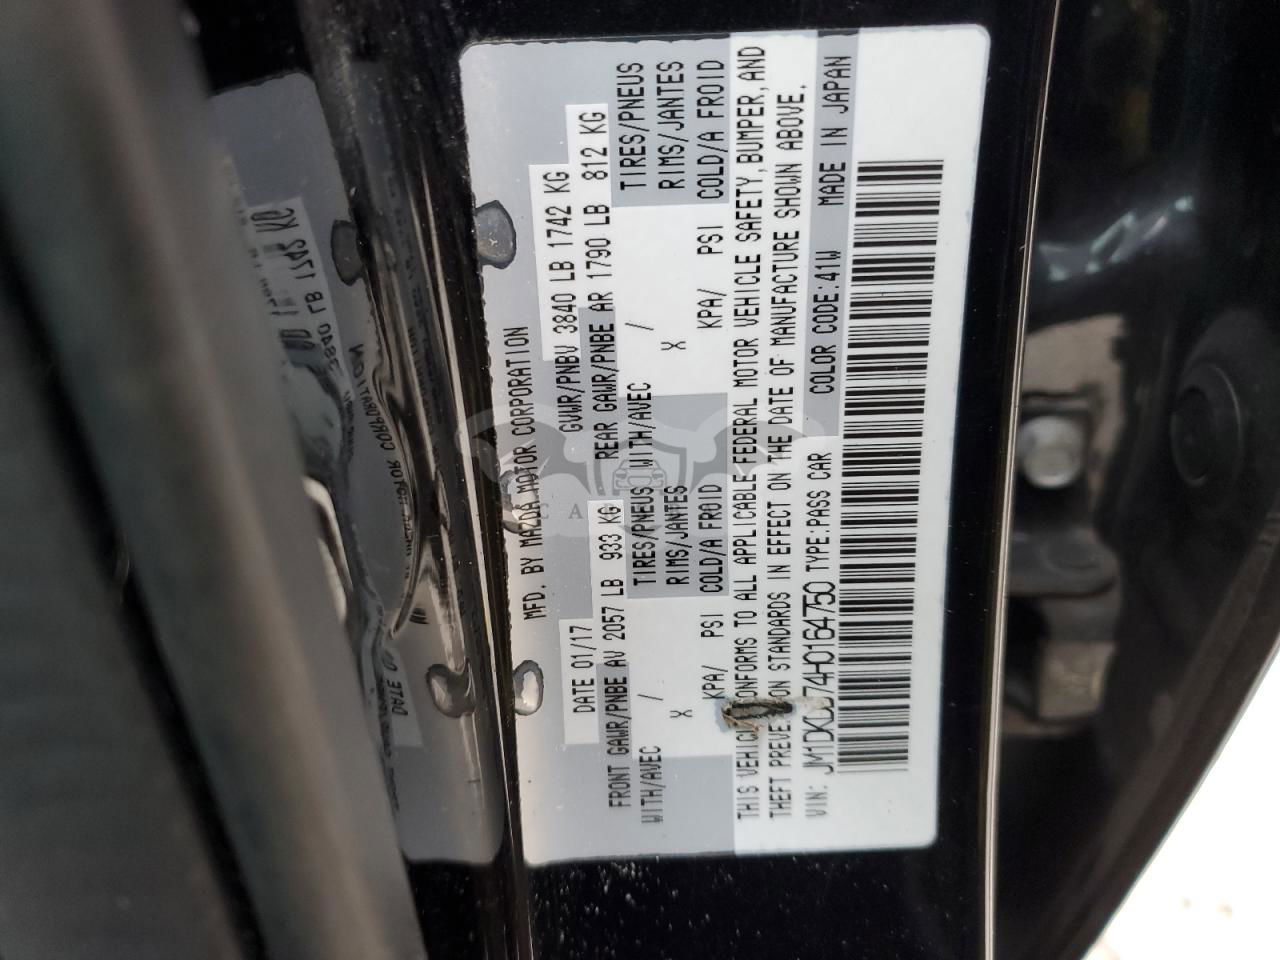 MFD. BY MAZDA MOTOR CORPORATION
DATE 01/17 GVWR/PNBV 3840 LB 1742 KG
FRONT GAWR/PNBE AV 2057 LB 933 KG REAR GAWR/PNBE AR 1790 LB 812 KG
WITH/AVEC / TIRES/PNEUS WITH/AVEC / TIRES/PNEUS
X RIMS/JANTES X RIMS/JANTES
KPA/ PSI COLD/A FROID KPA/ PSI COLD/A FROID
THIS VEHIC ONFORMS TO ALL APPLICABLE FEDERAL MOTOR VEHICLE SAFETY, BUMPER, AND
THEFT PREVE ON STANDARDS IN EFFECT ON THE DATE OF MANUFACTURE SHOWN ABOVE.
VIN: TYPE:PASS CAR COLOR CODE:41W MADE IN JAPAN